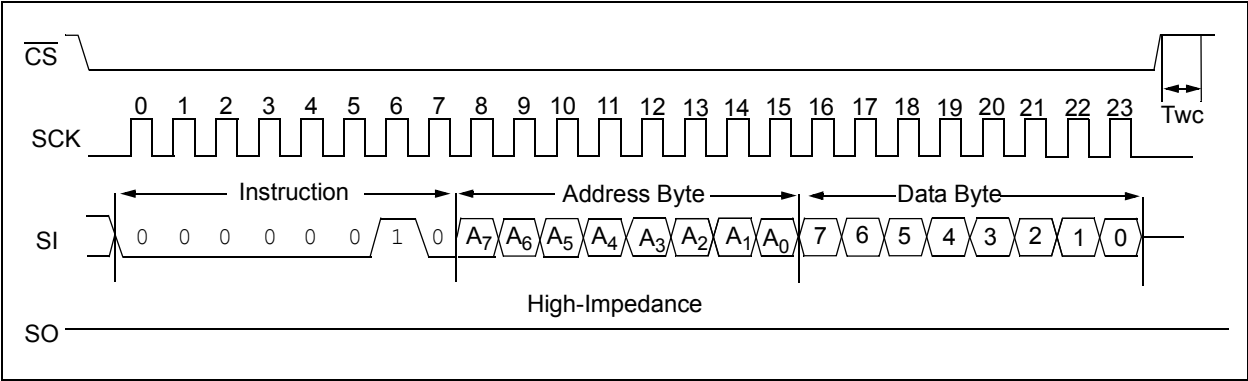 CS
0 1 2 3 4 5 6 7 8 9 10 11 12 13 14 15 16 17 18 19 20 21 22 23
Twc
SCK
Instruction Address Byte Data Byte
SI 0 0 0 0 0 0 1 0 A7 A6 A5 A4 A3 A2 A1 A0 7 6 5 4 3 2 1 0
High-Impedance
SO